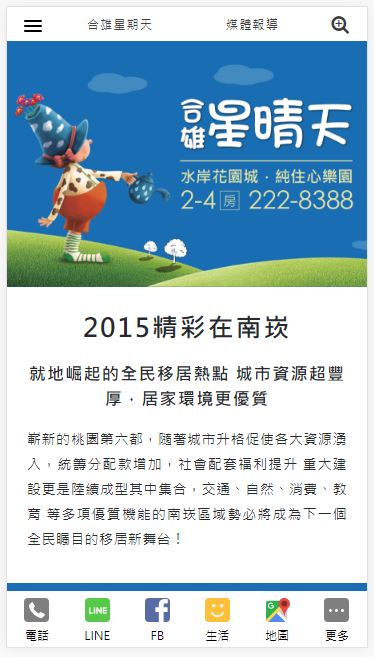 合雄星期天 媒體報導
合雄 星晴天
水岸花園城・純住心樂園
2-4房 222-8388
2015精彩在南崁
就地崛起的全民移居熱點 城市資源超豐
厚．居家環境更優質
嶄新的桃園第六都，隨著城市升格促使各大資源湧
入，統籌分配款增加，社會配套福利提升 重大建
設更是陸續成型其中集合，交通、自然、消費、教
育 等多項優質機能的南崁區域勢必將成為下一個
全民矚目的移居新舞台！
電話 LINE FB 生活 地圖 更多